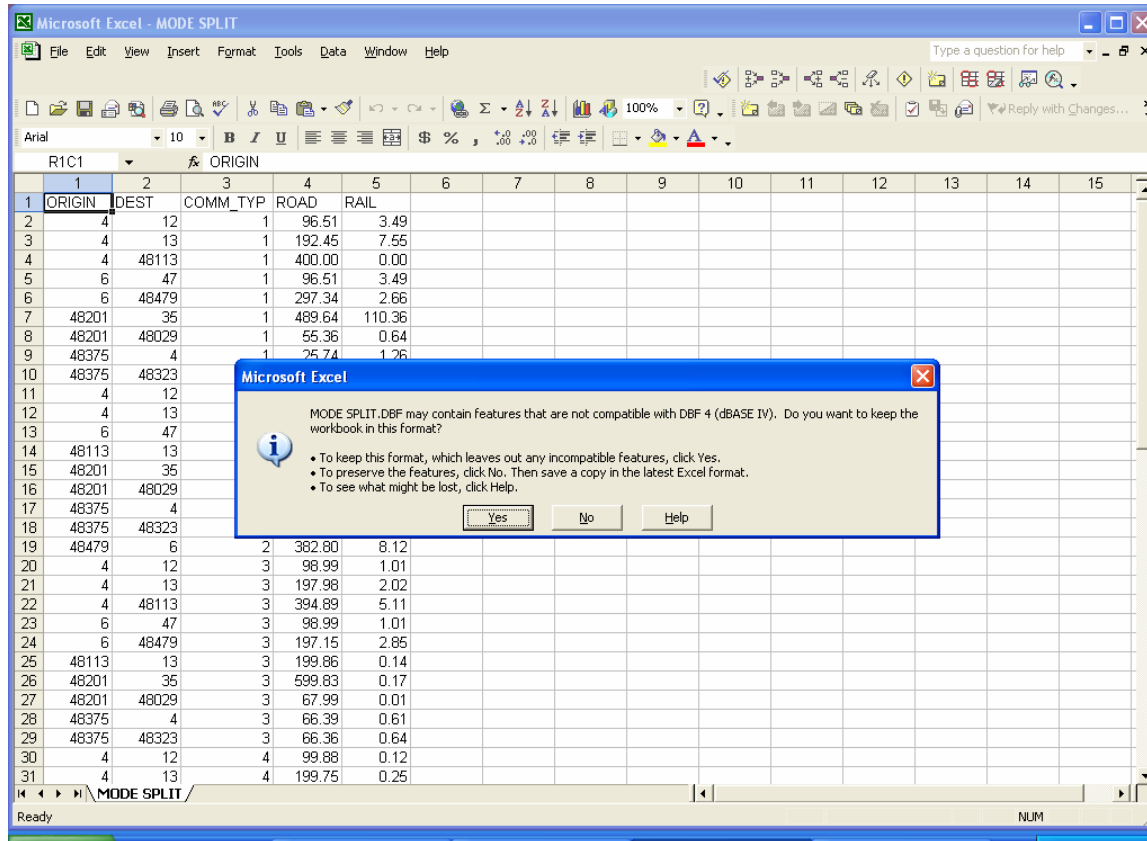 Microsoft Excel - MODE SPLIT
File Edit View Insert Format Tools Data Window Help Type a question for help
100% Reply with Changes...
Arial 10 B I U $ % ,
R1C1 fx ORIGIN
1 2 3 4 5 6 7 8 9 10 11 12 13 14 15
1 ORIGIN DEST COMM_TYP ROAD RAIL
2 4 12 1 96.51 3.49
3 4 13 1 192.45 7.55
4 4 48113 1 400.00 0.00
5 6 47 1 96.51 3.49
6 6 48479 1 297.34 2.66
7 48201 35 1 489.64 110.36
8 48201 48029 1 55.36 0.64
9 48375 4 1 25.74 1.26
10 48375 48323
11 4 12
12 4 13
13 6 47
14 48113 13
15 48201 35
16 48201 48029
17 48375 4
18 48375 48323
19 48479 6 2 382.80 8.12
20 4 12 3 98.99 1.01
21 4 13 3 197.98 2.02
22 4 48113 3 394.89 5.11
23 6 47 3 98.99 1.01
24 6 48479 3 197.15 2.85
25 48113 13 3 199.86 0.14
26 48201 35 3 599.83 0.17
27 48201 48029 3 67.99 0.01
28 48375 4 3 66.39 0.61
29 48375 48323 3 66.36 0.64
30 4 12 4 99.88 0.12
31 4 13 4 199.75 0.25
Microsoft Excel
MODE SPLIT.DBF may contain features that are not compatible with DBF 4 (dBASE IV). Do you want to keep the
workbook in this format?
• To keep this format, which leaves out any incompatible features, click Yes.
• To preserve the features, click No. Then save a copy in the latest Excel format.
• To see what might be lost, click Help.
Yes No Help
MODE SPLIT
Ready NUM